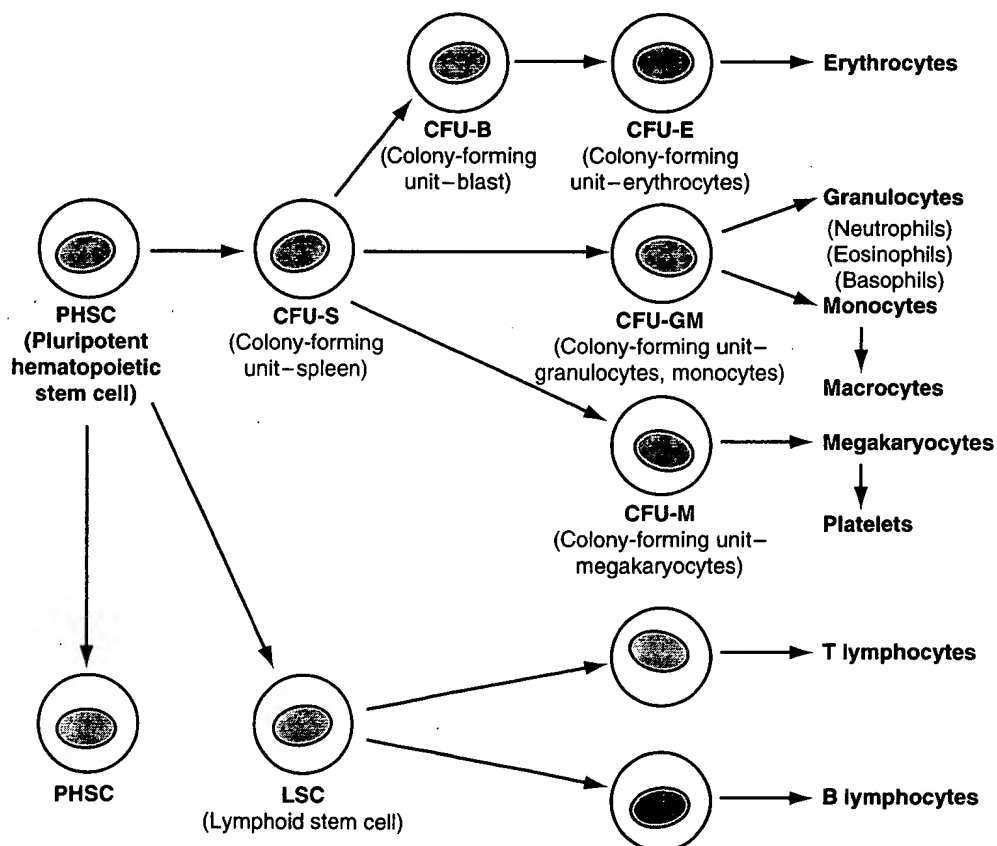 Erythrocytes
CFU-B
(Colony-forming
unit–blast)
CFU-E
(Colony-forming
unit–erythrocytes)
Granulocytes
(Neutrophils)
(Eosinophils)
(Basophils)
Monocytes
Macrocytes
PHSC
(Pluripotent
hematopoietic
stem cell)
CFU-S
(Colony-forming
unit–spleen)
CFU-GM
(Colony-forming unit–
granulocytes, monocytes)
Megakaryocytes
Platelets
CFU-M
(Colony-forming unit–
megakaryocytes)
T lymphocytes
PHSC
LSC
(Lymphoid stem cell)
B lymphocytes